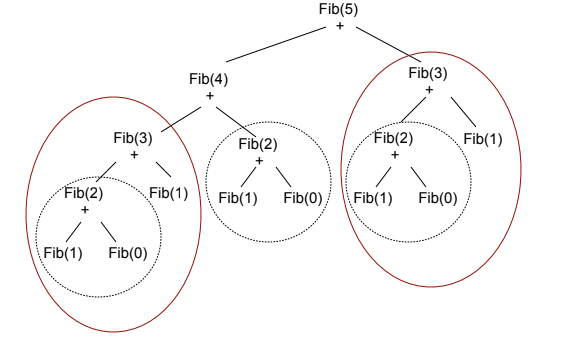 Fib(5)
+
Fib(4)
+
Fib(3)
+
Fib(3)
+
Fib(2)
+
Fib(2)
+
Fib(1)
Fib(2)
+
Fib(1)
Fib(1)
Fib(0)
Fib(1)
Fib(0)
Fib(1)
Fib(0)